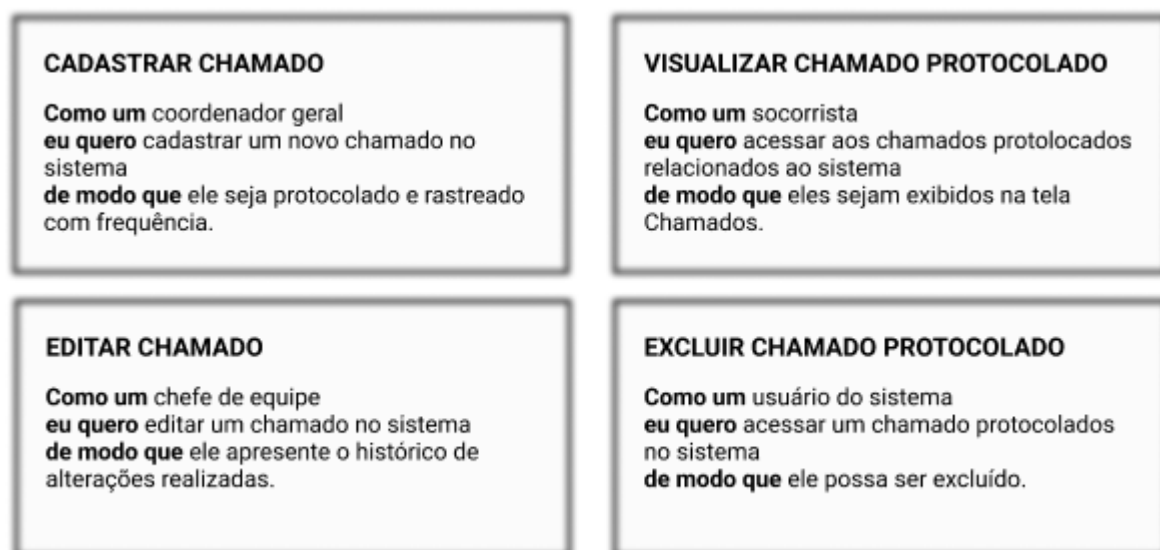 CADASTRAR CHAMADO
Como um coordenador geral
eu quero cadastrar um novo chamado no
sistema
de modo que ele seja protocolado e rastreado
com frequência.
VISUALIZAR CHAMADO PROTOCOLADO
Como um socorrista
eu quero acessar aos chamados protolocados
relacionados ao sistema
de modo que eles sejam exibidos na tela
Chamados.
EDITAR CHAMADO
Como um chefe de equipe
eu quero editar um chamado no sistema
de modo que ele apresente o histórico de
alterações realizadas.
EXCLUIR CHAMADO PROTOCOLADO
Como um usuário do sistema
eu quero acessar um chamado protocolados
no sistema
de modo que ele possa ser excluído.